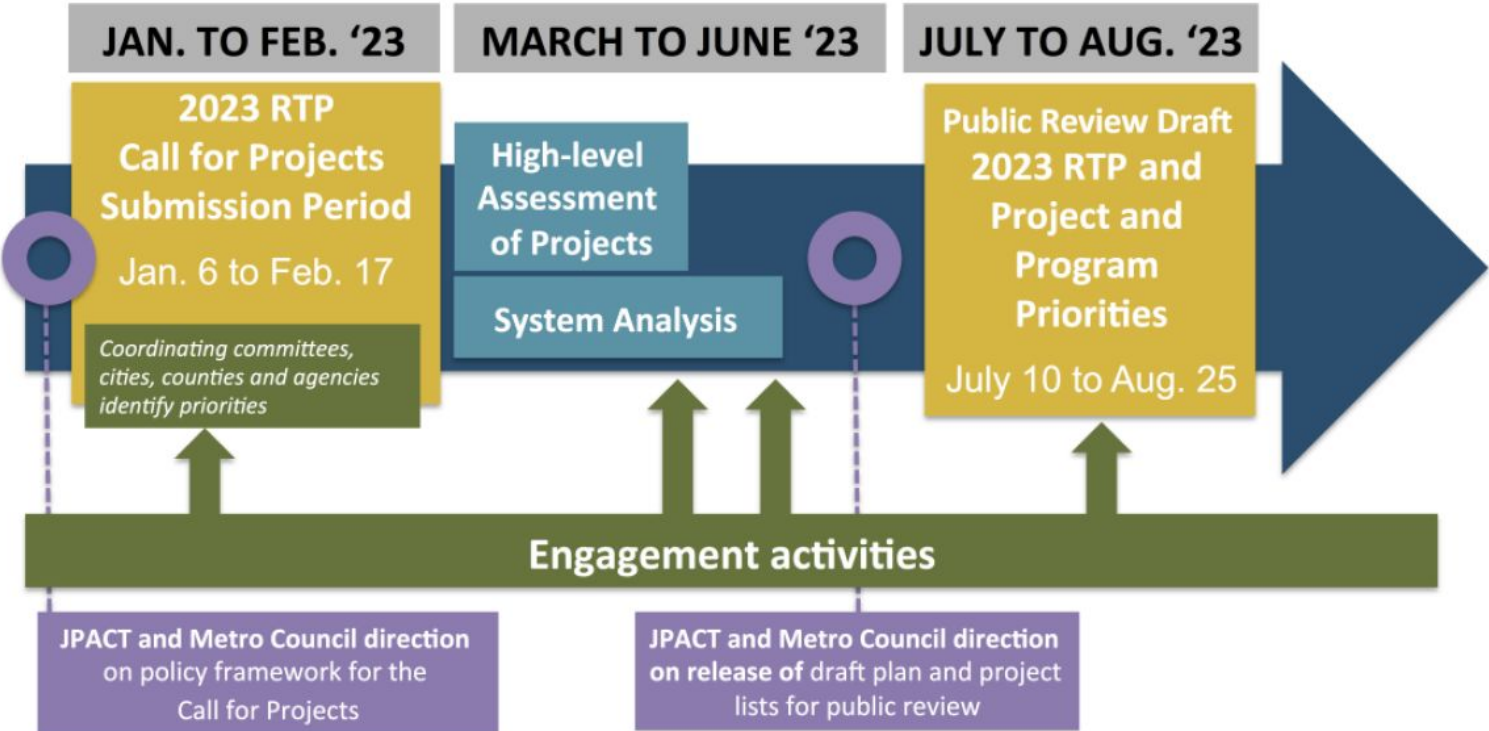 JAN. TO FEB. ‘23
MARCH TO JUNE ‘23
JULY TO AUG. ‘23
2023 RTP
Call for Projects
Submission Period
Jan. 6 to Feb. 17
Coordinating committees,
cities, counties and agencies
identify priorities
High-level
Assessment
of Projects
System Analysis
Public Review Draft
2023 RTP and
Project and
Program
Priorities
July 10 to Aug. 25
Engagement activities
JPACT and Metro Council direction
on policy framework for the
Call for Projects
JPACT and Metro Council direction
on release of draft plan and project
lists for public review